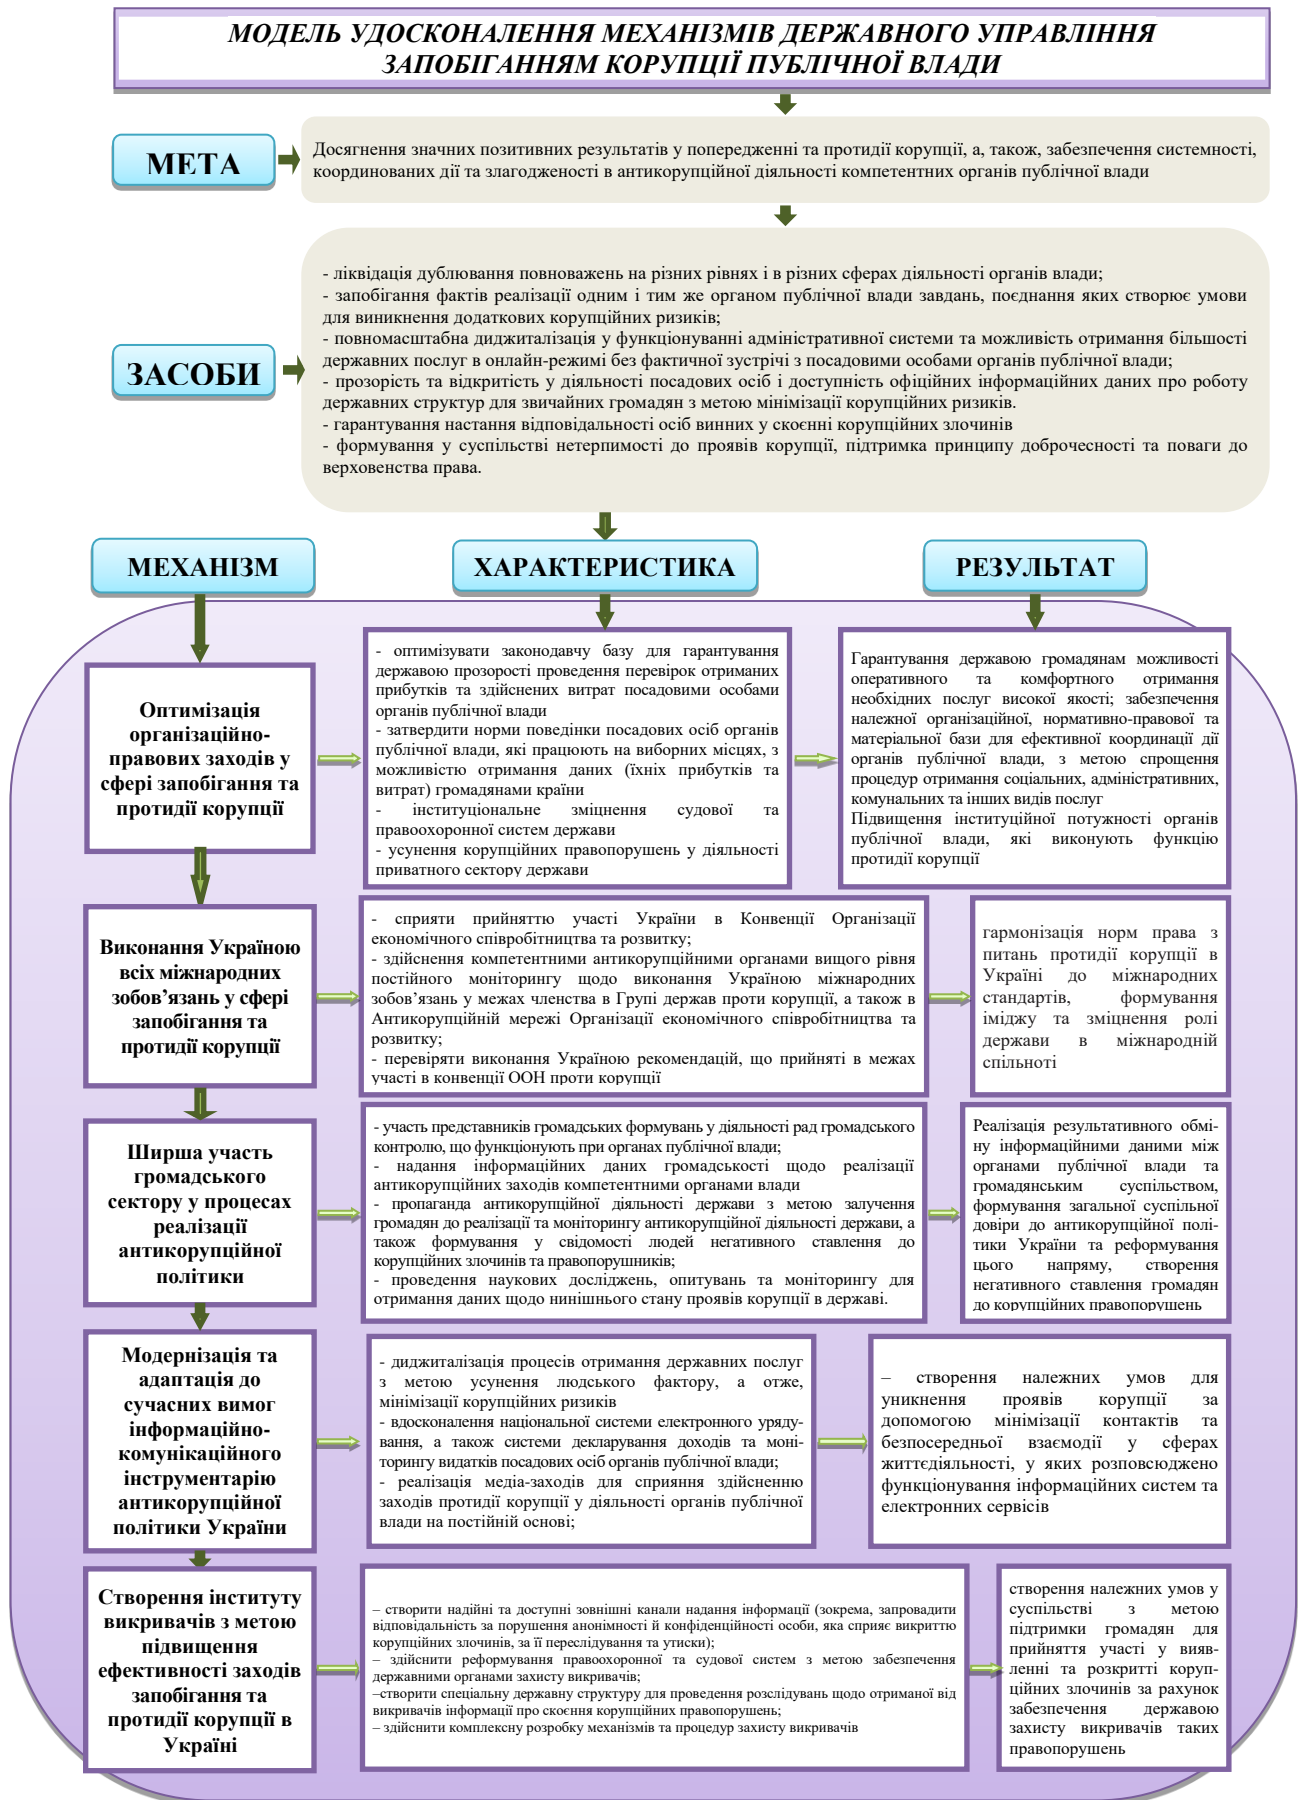 МОДЕЛЬ УДОСКОНАЛЕННЯ МЕХАНІЗМІВ ДЕРЖАВНОГО УПРАВЛІННЯ
ЗАПОБІГАННЯМ КОРУПЦІЇ ПУБЛІЧНОЇ ВЛАДИ
МЕТА
Досягнення значних позитивних результатів у попередженні та протидії корупції, а, також, забезпечення системності,
координованих дії та злагодженості в антикорупційної діяльності компетентних органів публічної влади
ЗАСОБИ
- ліквідація дублювання повноважень на різних рівнях і в різних сферах діяльності органів влади;
- запобігання фактів реалізації одним і тим же органом публічної влади завдань, поєднання яких створює умови
для виникнення додаткових корупційних ризиків;
- повномасштабна диджиталізація у функціонуванні адміністративної системи та можливість отримання більшості
державних послуг в онлайн-режимі без фактичної зустрічі з посадовими особами органів публічної влади;
- прозорість та відкритість у діяльності посадових осіб і доступність офіційних інформаційних даних про роботу
державних структур для звичайних громадян з метою мінімізації корупційних ризиків.
- гарантування настання відповідальності осіб винних у скоєнні корупційних злочинів
- формування у суспільстві нетерпимості до проявів корупції, підтримка принципу доброчесності та поваги до
верховенства права.
МЕХАНІЗМ
ХАРАКТЕРИСТИКА
РЕЗУЛЬТАТ
Оптимізація
організаційно-
правових заходів у
сфері запобігання та
протидії корупції
- оптимізувати законодавчу базу для гарантування
державою прозорості проведення перевірок отриманих
прибутків та здійснених витрат посадовими особами
органів публічної влади
- затвердити норми поведінки посадових осіб органів
публічної влади, які працюють на виборних місцях, з
можливістю отримання даних (їхніх прибутків та
витрат) громадянами країни
- інституціональне зміцнення судової та
правоохоронної систем держави
- усунення корупційних правопорушень у діяльності
приватного сектору держави
Гарантування державою громадянам можливості
оперативного та комфортного отримання
необхідних послуг високої якості; забезпечення
належної організаційної, нормативно-правової та
матеріальної бази для ефективної координації дії
органів публічної влади, з метою спрощення
процедур отримання соціальних, адміністративних,
комунальних та інших видів послуг
Підвищення інституційної потужності органів
публічної влади, які виконують функцію
протидії корупції
Виконання Україною
всіх міжнародних
зобов’язань у сфері
запобігання та
протидії корупції
- сприяти прийняттю участі України в Конвенції Організації
економічного співробітництва та розвитку;
- здійснення компетентними антикорупційними органами вищого рівня
постійного моніторингу щодо виконання Україною міжнародних
зобов’язань у межах членства в Групі держав проти корупції, а також в
Антикорупційній мережі Організації економічного співробітництва та
розвитку;
- перевіряти виконання Україною рекомендацій, що прийняті в межах
участі в конвенції ООН проти корупції
гармонізація норм права з
питань протидії корупції в
Україні до міжнародних
стандартів, формування
іміджу та зміцнення ролі
держави в міжнародній
спільноті
Ширша участь
громадського
сектору у процесах
реалізації
антикорупційної
політики
- участь представників громадських формувань у діяльності рад громадського
контролю, що функціонують при органах публічної влади;
- надання інформаційних даних громадськості щодо реалізації
антикорупційних заходів компетентними органами влади
- пропаганда антикорупційної діяльності держави з метою залучення
громадян до реалізації та моніторингу антикорупційної діяльності держави, а
також формування у свідомості людей негативного ставлення до
корупційних злочинів та правопорушників;
- проведення наукових досліджень, опитувань та моніторингу для
отримання даних щодо нинішнього стану проявів корупції в державі.
Реалізація результативного обмі-
ну інформаційними даними між
органами публічної влади та
громадянським суспільством,
формування загальної суспільної
довіри до антикорупційної полі-
тики України та реформування
цього напряму, створення
негативного ставлення громадян
до корупційних правопорушень
Модернізація та
адаптація до
сучасних вимог
інформаційно-
комунікаційного
інструментарію
антикорупційної
політики України
- диджиталізація процесів отримання державних послуг
з метою усунення людського фактору, а отже,
мінімізації корупційних ризиків
- вдосконалення національної системи електронного уряду-
вання, а також системи декларування доходів та моні-
торингу видатків посадових осіб органів публічної влади;
- реалізація медіа-заходів для сприяння здійсненню
заходів протидії корупції у діяльності органів публічної
влади на постійній основі;
– створення належних умов для
уникнення проявів корупції за
допомогою мінімізації контактів та
безпосередньої взаємодії у сферах
життєдіяльності, у яких розповсюджено
функціонування інформаційних систем та
електронних сервісів
Створення інституту
викривачів з метою
підвищення
ефективності заходів
запобігання та
протидії корупції в
Україні
– створити надійні та доступні зовнішні канали надання інформації (зокрема, запровадити
відповідальність за порушення анонімності й конфіденційності особи, яка сприяє викриттю
корупційних злочинів, за її переслідування та утиски);
– здійснити реформування правоохоронної та судової систем з метою забезпечення
державними органами захисту викривачів;
–створити спеціальну державну структуру для проведення розслідувань щодо отриманої від
викривачів інформації про скоєння корупційних правопорушень;
– здійснити комплексну розробку механізмів та процедур захисту викривачів
створення належних умов у
суспільстві з метою
підтримки громадян для
прийняття участі у вияв-
ленні та розкритті коруп-
ційних злочинів за рахунок
забезпечення державою
захисту викривачів таких
правопорушень